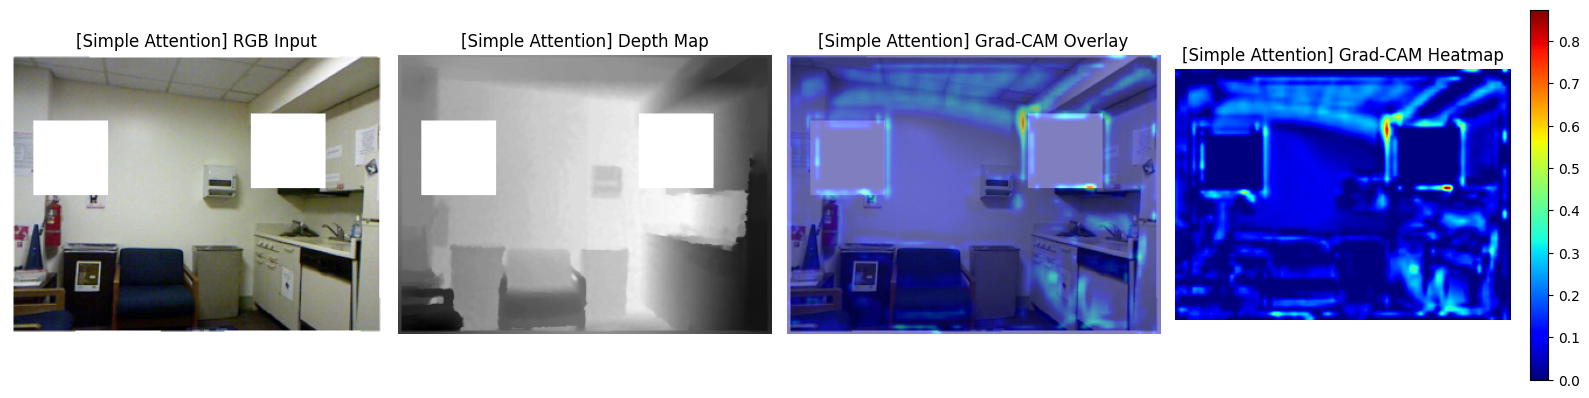 [Simple Attention] RGB Input
[Simple Attention] Depth Map
[Simple Attention] Grad-CAM Overlay
[Simple Attention] Grad-CAM Heatmap
0.8
0.7
0.6
0.5
0.4
0.3
0.2
0.1
0.0